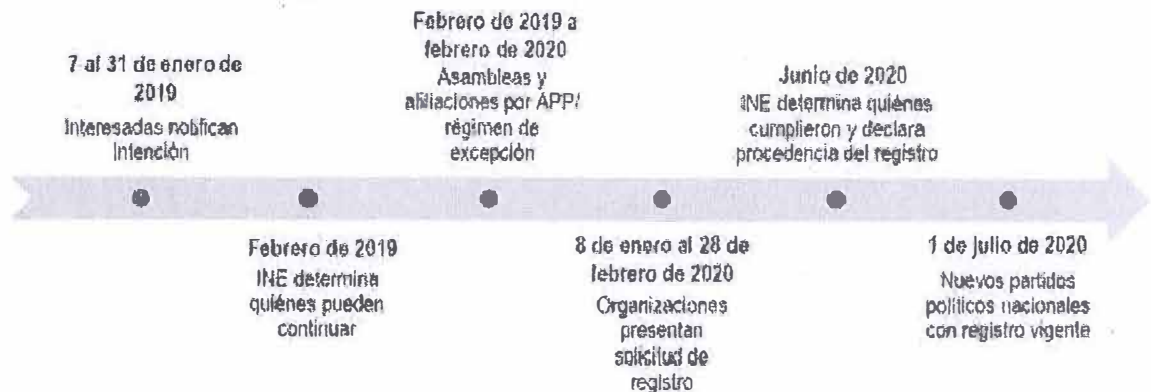 7 al 31 de enero de
2019
Interesadas notifican
Intención
Febrero de 2019
INE determina
quiénes pueden
continuar
Febrero de 2019 a
febrero de 2020
Asambleas y
afiliaciones por APP/
régimen de
excepción
8 de enero al 28 de
febrero de 2020
Organizaciones
presentan
solicitud de
registro
Junio de 2020
INE determina quiénes
cumplieron y declara
procedencia del registro
1 de julio de 2020
Nuevos partidos
políticos nacionales
con registro vigente